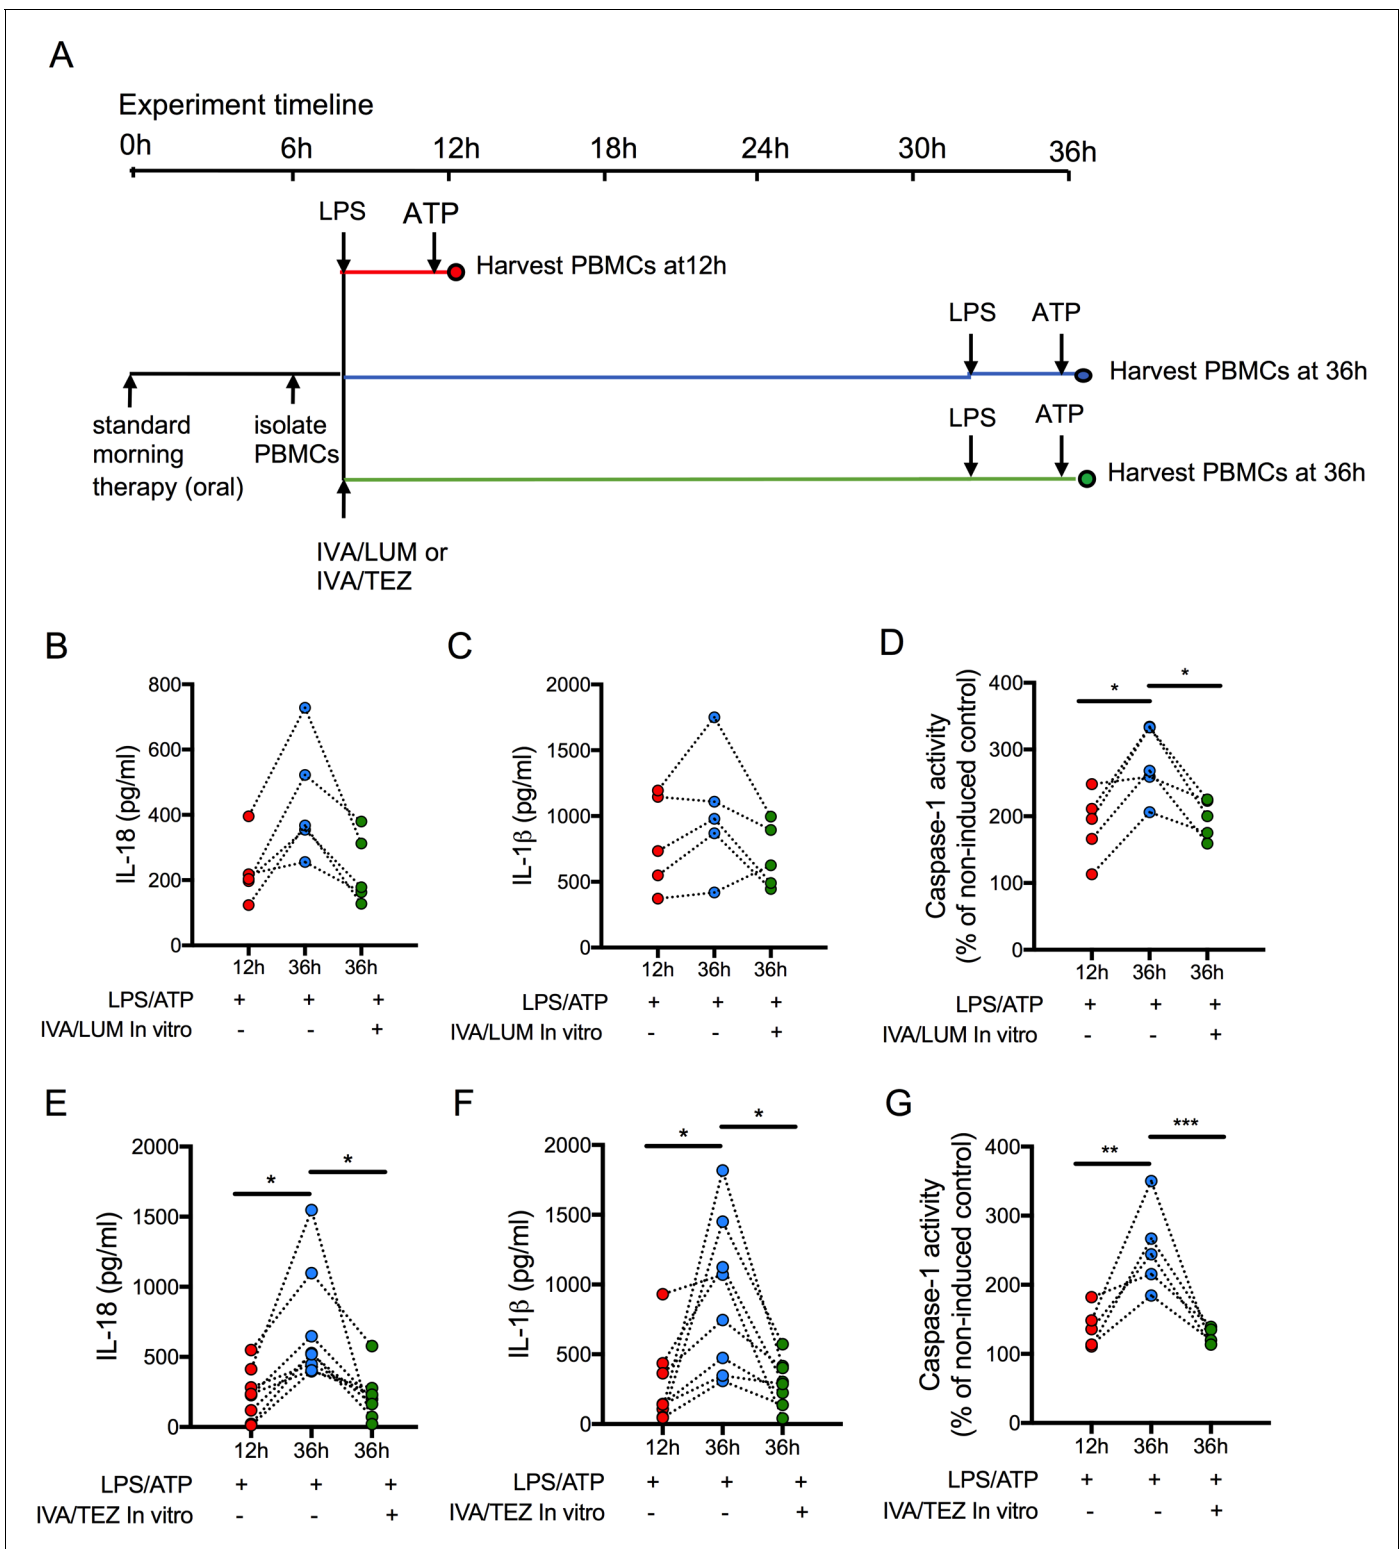 A
Experiment timeline
0h 6h 12h 18h 24h 30h 36h
LPS ATP
Harvest PBMCs at12h
LPS ATP
Harvest PBMCs at 36h
standard morning therapy (oral)
isolate PBMCs
LPS ATP
Harvest PBMCs at 36h
IVA/LUM or
IVA/TEZ
B
IL-18 (pg/ml)
800
600
400
200
0
12h 36h 36h
LPS/ATP + + +
IVA/LUM In vitro - - +
C
IL-1β (pg/ml)
2000
1500
1000
500
0
12h 36h 36h
LPS/ATP + + +
IVA/LUM In vitro - - +
D
Caspase-1 activity
(% of non-induced control)
400
300
200
100
0
* *
12h 36h 36h
LPS/ATP + + +
IVA/LUM In vitro - - +
E
IL-18 (pg/ml)
2000
1500
1000
500
0
* *
12h 36h 36h
LPS/ATP + + +
IVA/TEZ In vitro - - +
F
IL-1β (pg/ml)
2000
1500
1000
500
0
* *
12h 36h 36h
LPS/ATP + + +
IVA/TEZ In vitro - - +
G
Caspase-1 activity
(% of non-induced control)
400
300
200
100
0
** ***
12h 36h 36h
LPS/ATP + + +
IVA/TEZ In vitro - - +